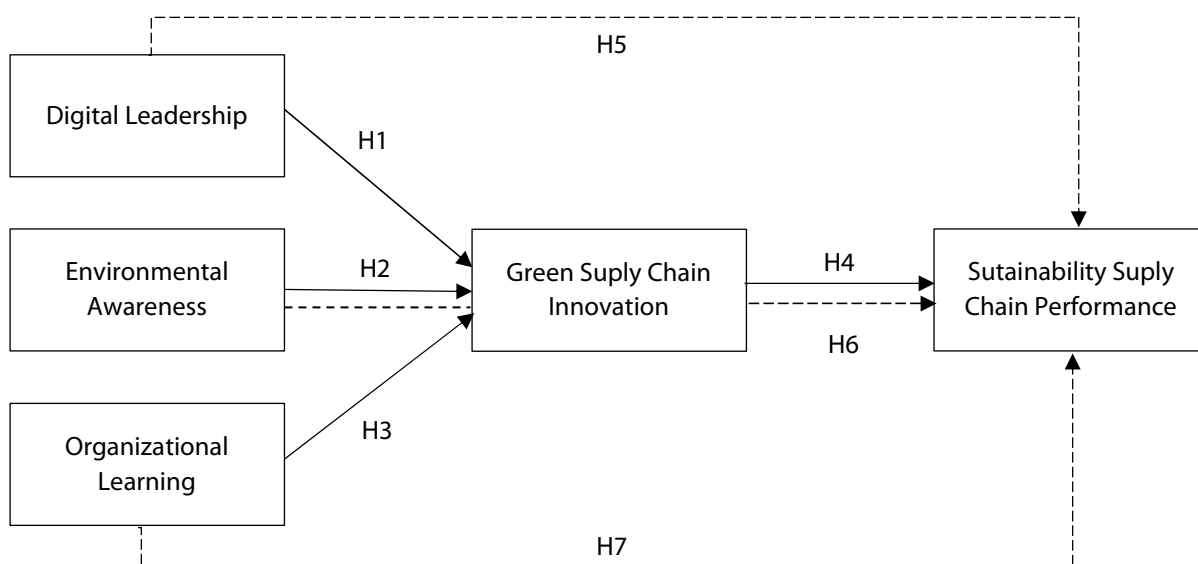 H5
Digital Leadership
H1
Environmental
Awareness
H2
Green Suply Chain
Innovation
H4
H6
Sutainability Suply
Chain Performance
Organizational
Learning
H3
H7